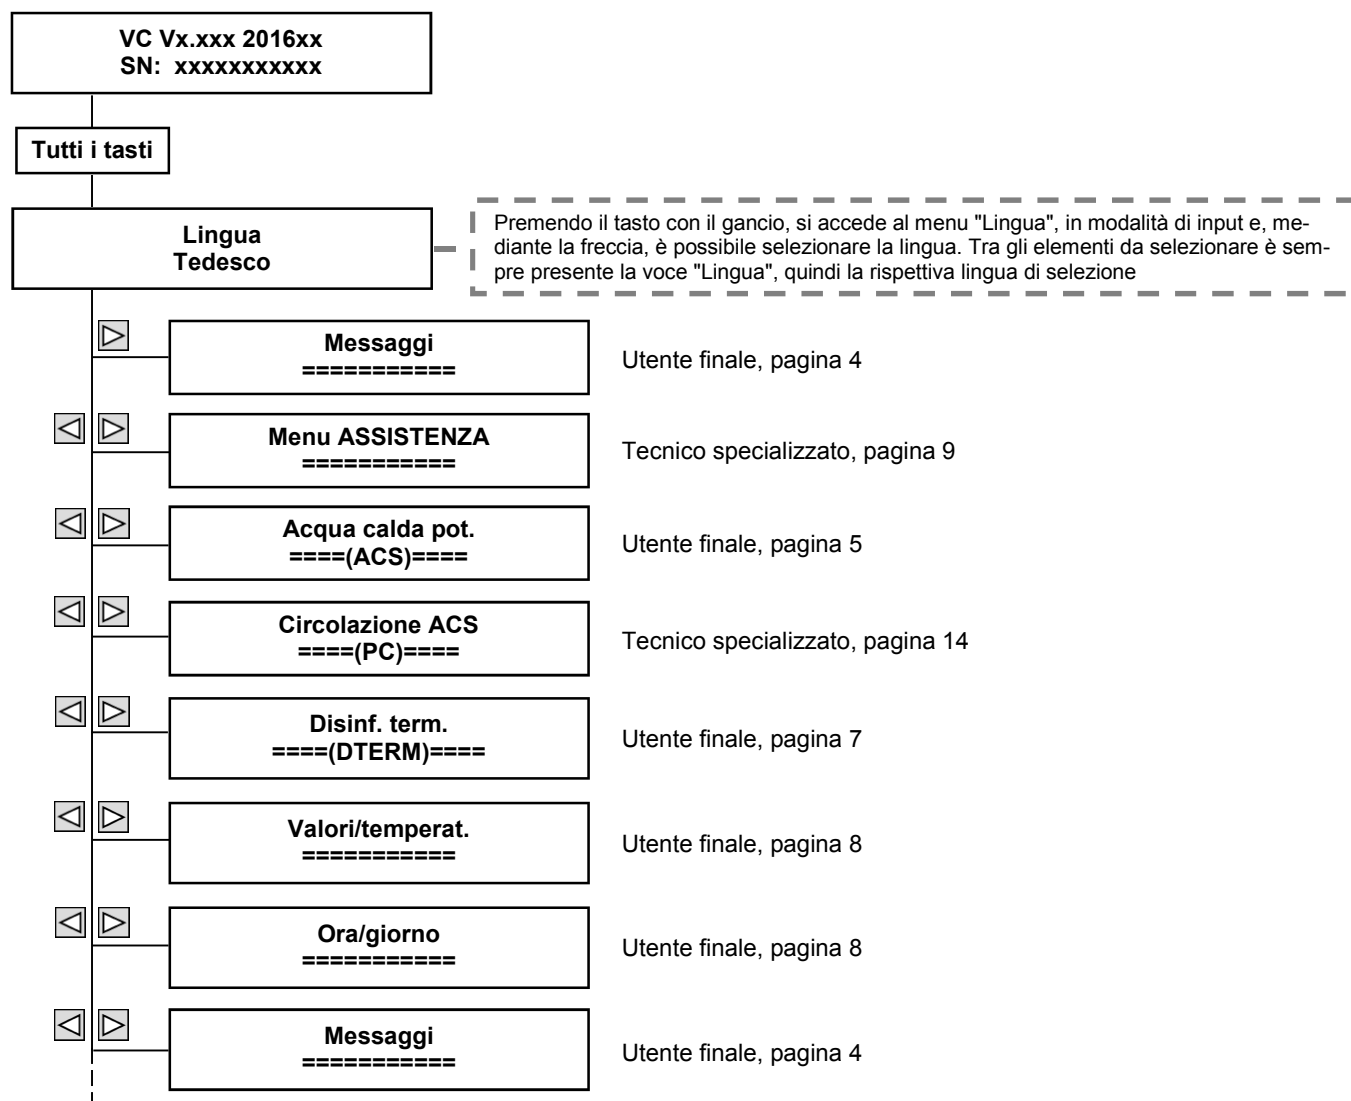 VC Vx.xxx 2016xx
SN: xxxxxxxxxxx
Tutti i tasti
Lingua
Tedesco
Premendo il tasto con il gancio, si accede al menu "Lingua", in modalità di input e, me-
diante la freccia, è possibile selezionare la lingua. Tra gli elementi da selezionare è sem-
pre presente la voce "Lingua", quindi la rispettiva lingua di selezione
Messaggi
===========
Utente finale, pagina 4
Menu ASSISTENZA
===========
Tecnico specializzato, pagina 9
Acqua calda pot.
====(ACS)====
Utente finale, pagina 5
Circolazione ACS
====(PC)====
Tecnico specializzato, pagina 14
Disinf. term.
====(DTERM)====
Utente finale, pagina 7
Valori/temperat.
===========
Utente finale, pagina 8
Ora/giorno
===========
Utente finale, pagina 8
Messaggi
===========
Utente finale, pagina 4